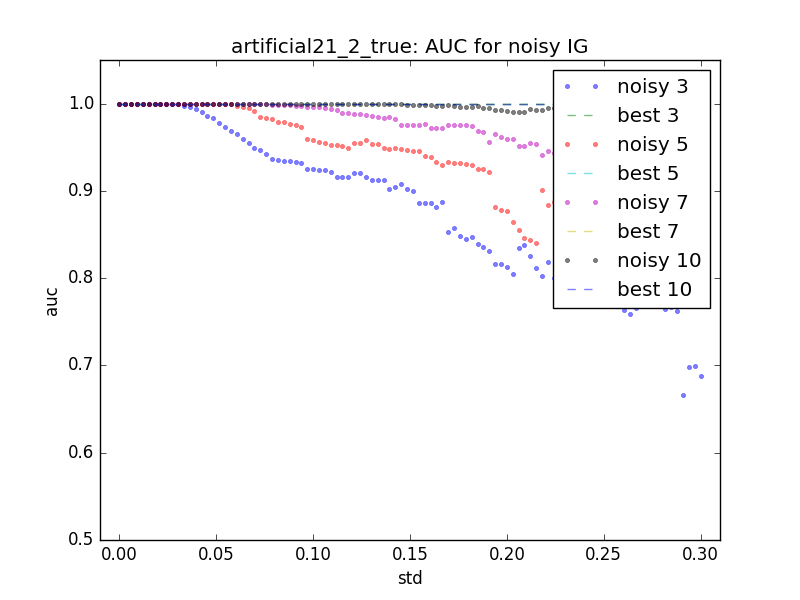 artificial21_2_true: AUC for noisy IG
noisy 3
best 3
noisy 5
best 5
noisy 7
best 7
noisy 10
best 10
auc
1.0
0.9
0.8
0.7
0.6
0.5
0.00 0.05 0.10 0.15 0.20 0.25 0.30
std